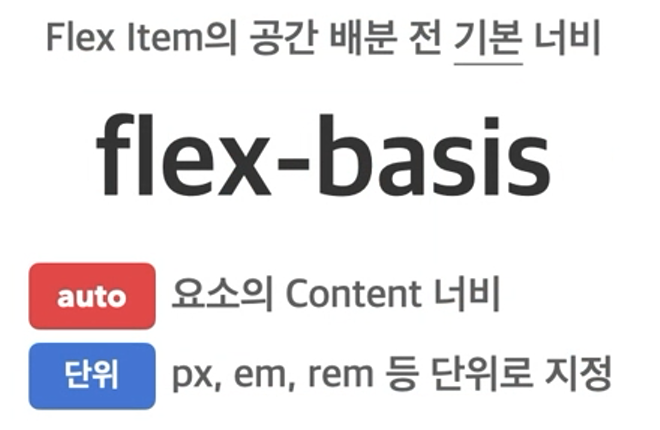 Flex Item의 공간 배분 전 기본 너비
flex-basis
auto 요소의 Content 너비
단위 px, em, rem 등 단위로 지정